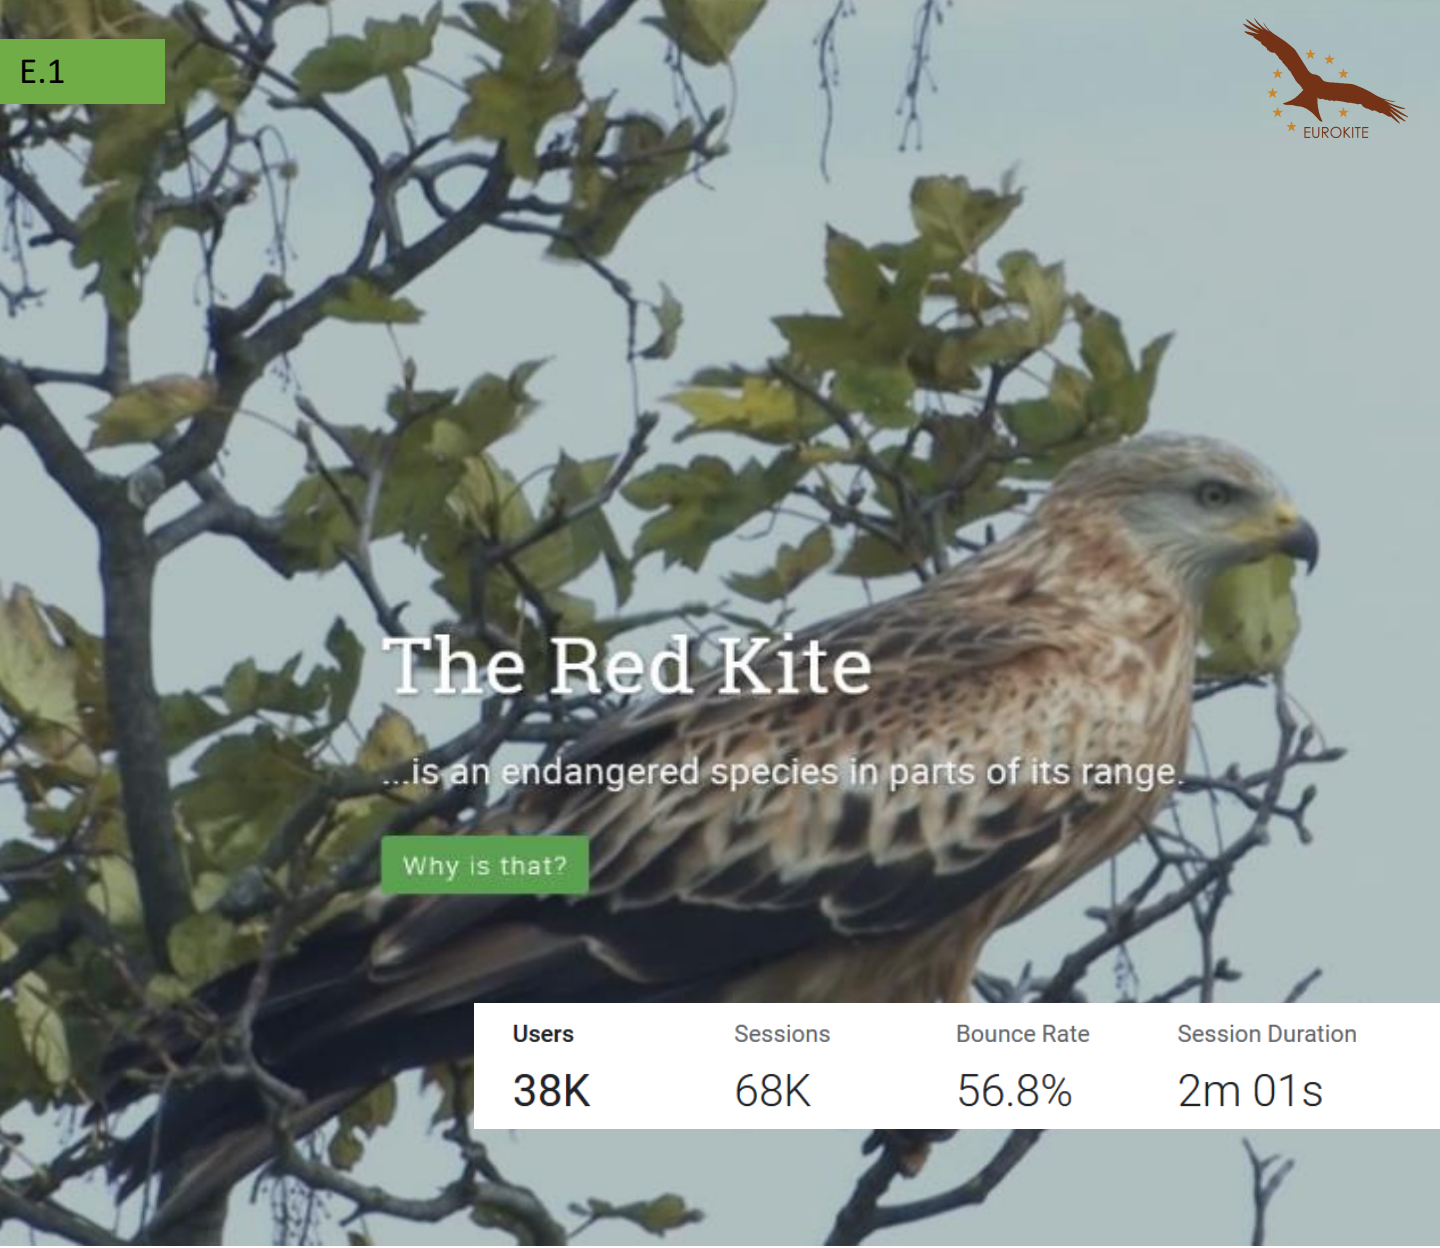 E.1
EUROKITE
The Red Kite
...is an endangered species in parts of its range.
Why is that?
Users Sessions Bounce Rate Session Duration
38K 68K 56.8% 2m 01s